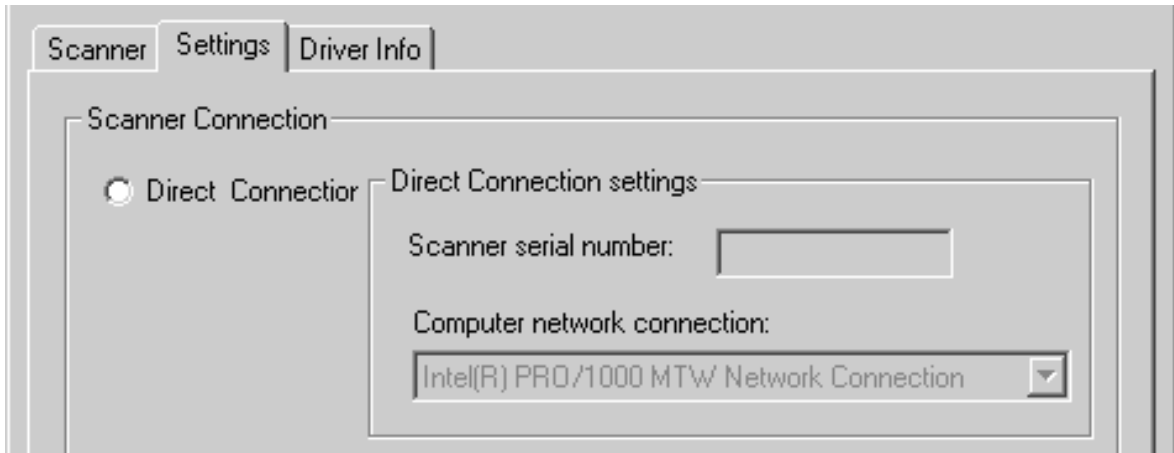 Scanner Settings Driver Info
Scanner Connection
Direct Connection
Direct Connection settings
Scanner serial number:
Computer network connection:
Intel(R) PRO/1000 MTW Network Connection